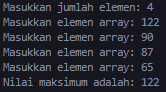 Masukkan jumlah elemen: 4
Masukkan elemen array: 122
Masukkan elemen array: 90
Masukkan elemen array: 87
Masukkan elemen array: 65
Nilai maksimum adalah: 122